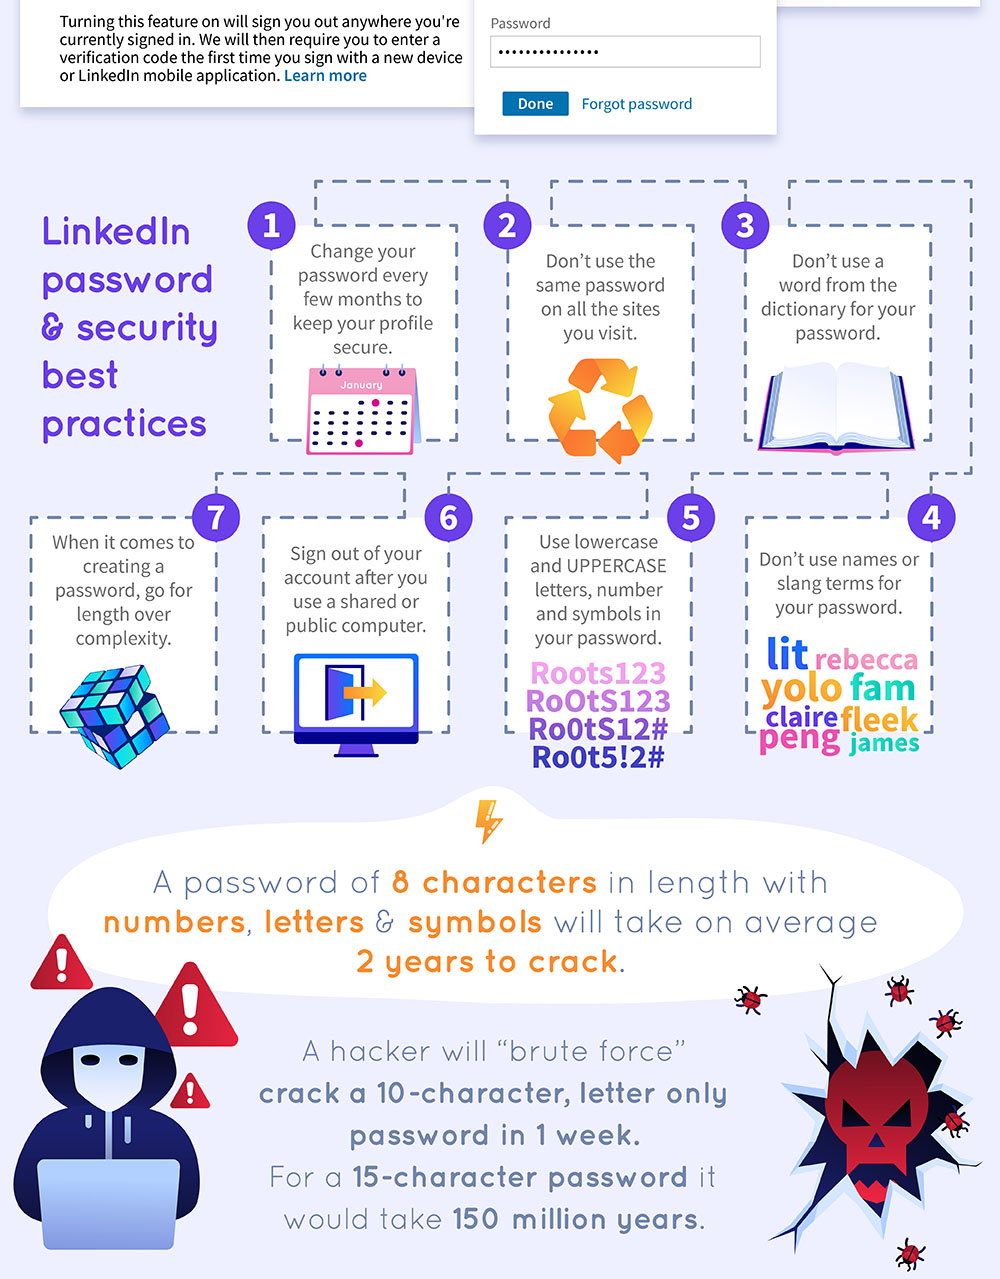 Turning this feature on will sign you out anywhere you're
currently signed in. We will then require you to enter a
verification code the first time you sign with a new device
or LinkedIn mobile application. Learn more
Password
•••••••••••••••
Done Forgot password
LinkedIn
password
& security
best
practices
1
Change your
password every
few months to
keep your profile
secure.
January
2
Don't use the
same password
on all the sites
you visit.
3
Don't use a
word from the
dictionary for your
password.
4
Don't use names or
slang terms for
your password.
lit rebecca
yolo fam
claire fleek
peng james
5
Use lowercase
and UPPERCASE
letters, number
and symbols in
your password.
Roots123
RoOtS123
Ro0tS12#
Ro0t5!2#
6
Sign out of your
account after you
use a shared or
public computer.
7
When it comes to
creating a
password, go for
length over
complexity.
A password of 8 characters in length with
numbers, letters & symbols will take on average
2 years to crack.
A hacker will “brute force”
crack a 10-character, letter only
password in 1 week.
For a 15-character password it
would take 150 million years.